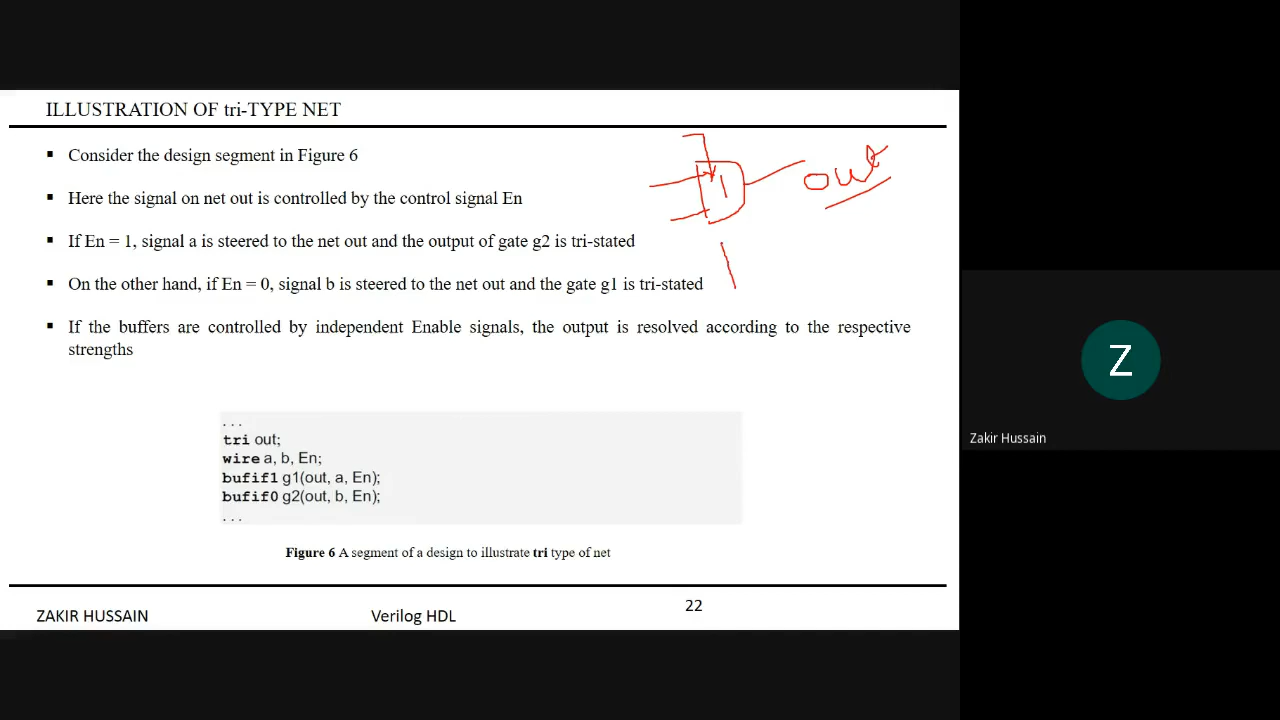 ILLUSTRATION OF tri-TYPE NET
▪ Consider the design segment in Figure 6
▪ Here the signal on net out is controlled by the control signal En
▪ If En = 1, signal a is steered to the net out and the output of gate g2 is tri-stated
▪ On the other hand, if En = 0, signal b is steered to the net out and the gate g1 is tri-stated
▪ If the buffers are controlled by independent Enable signals, the output is resolved according to the respective
strengths
out
. . .
tri out;
wire a, b, En;
bufif1 g1(out, a, En);
bufif0 g2(out, b, En);
. . .
Figure 6 A segment of a design to illustrate tri type of net
ZAKIR HUSSAIN
Verilog HDL
22
Z
Zakir Hussain